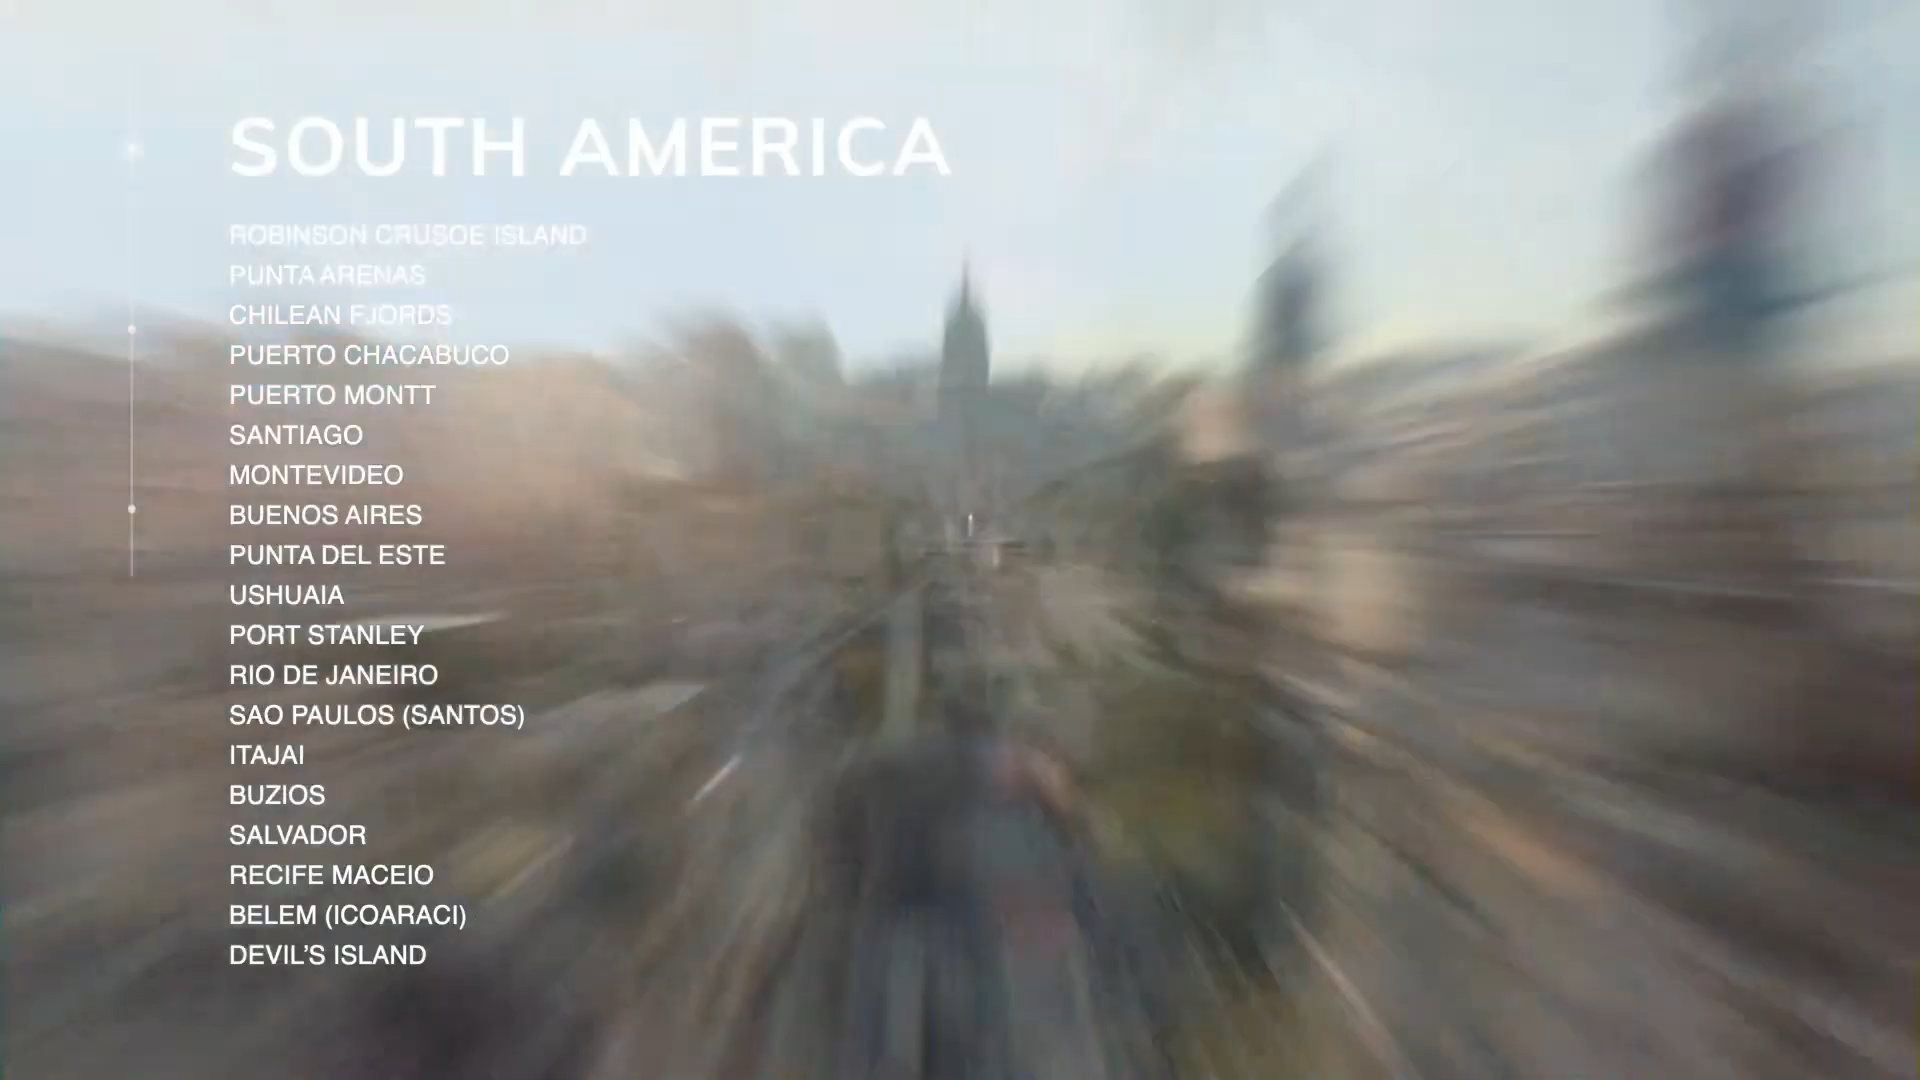 SOUTH AMERICA
ROBINSON CRUSOE ISLAND
PUNTA ARENAS
CHILEAN FJORDS
PUERTO CHACABUCO
PUERTO MONTT
SANTIAGO
MONTEVIDEO
BUENOS AIRES
PUNTA DEL ESTE
USHUAIA
PORT STANLEY
RIO DE JANEIRO
SAO PAULOS (SANTOS)
ITAJAI
BUZIOS
SALVADOR
RECIFE MACEIO
BELEM (ICOARACI)
DEVIL’S ISLAND